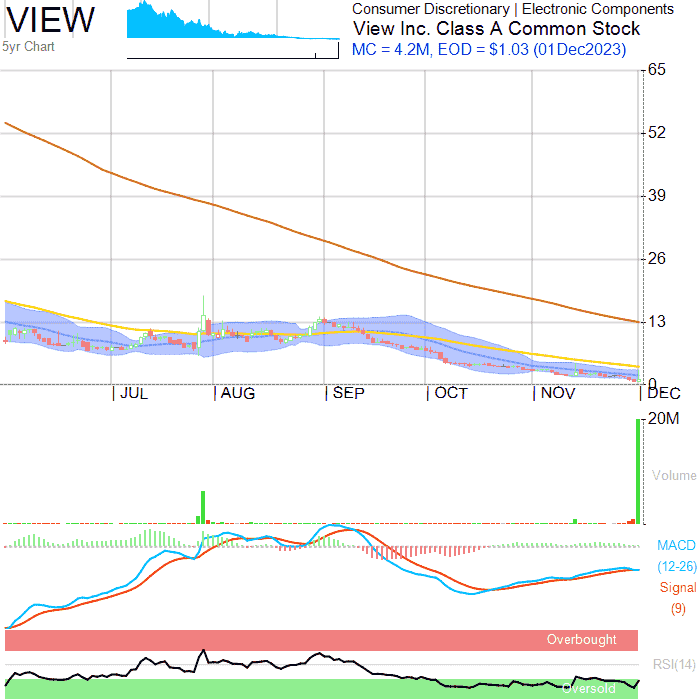 VIEW
5yr Chart
Consumer Discretionary | Electronic Components
View Inc. Class A Common Stock
MC = 4.2M, EOD = $1.03 (01Dec2023)
65
52
39
26
13
0
JUL
AUG
SEP
OCT
NOV
DEC
20M
Volume
MACD
(12-26)
Signal
(9)
Overbought
RSI(14)
Oversold